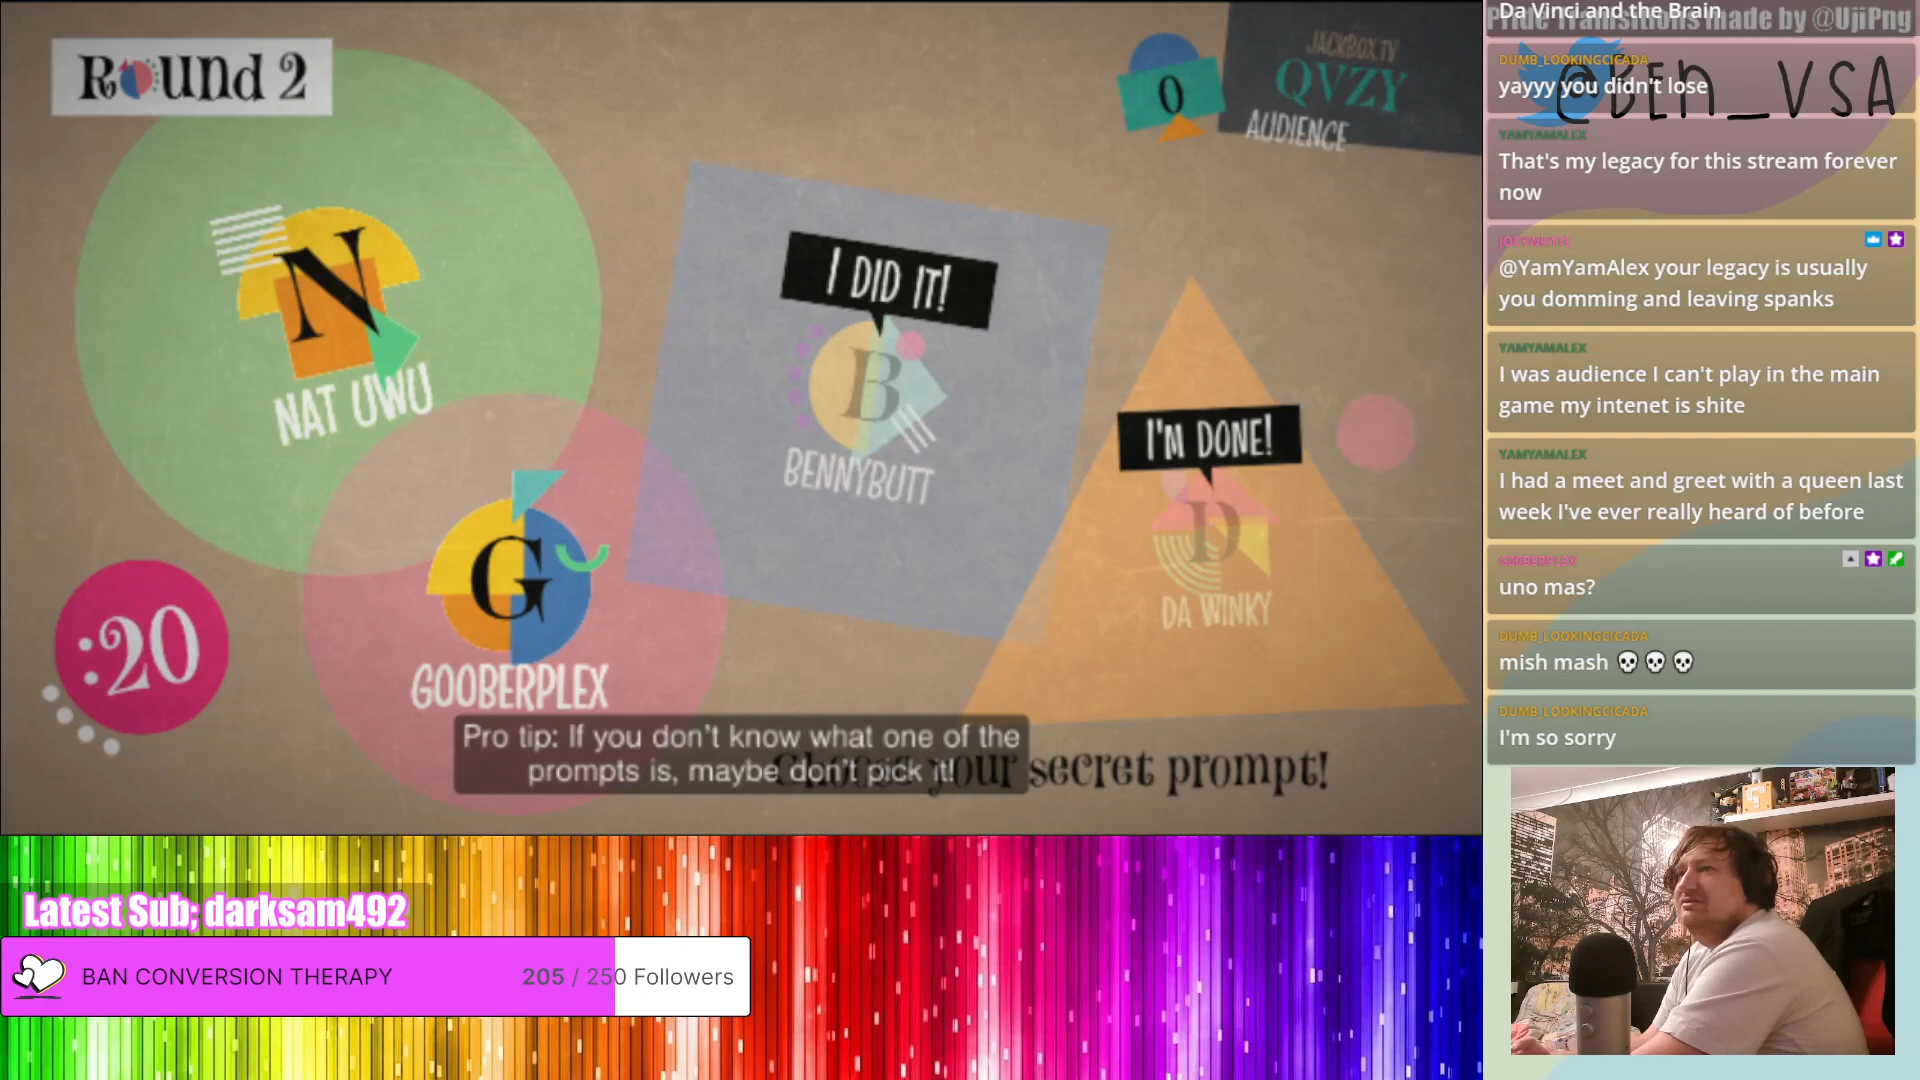 Round 2
JACKBOX.TV
QVZY
AUDIENCE
0
N
NAT UWU
I DID IT!
B
BENNYBUTT
I'M DONE!
D
DA WINKY
G
GOOBERPLEX
:20
Pro tip: If you don't know what one of the
prompts is, maybe don't pick it!
your secret prompt!
Latest Sub; darksam492
BAN CONVERSION THERAPY
205 / 250 Followers
Pride Transitions made by @UjiPng
@BEN_VSA
Da Vinci and the Brain
DUMB_LOOKINGCICADA
yayyy you didn't lose
YAMYAMALEX
That's my legacy for this stream forever
now
@YamYamAlex your legacy is usually
you domming and leaving spanks
YAMYAMALEX
I was audience I can't play in the main
game my intenet is shite
YAMYAMALEX
I had a meet and greet with a queen last
week I've ever really heard of before
GOOBERPLEX
uno mas?
DUMB_LOOKINGCICADA
mish mash 💀💀💀
DUMB_LOOKINGCICADA
I'm so sorry